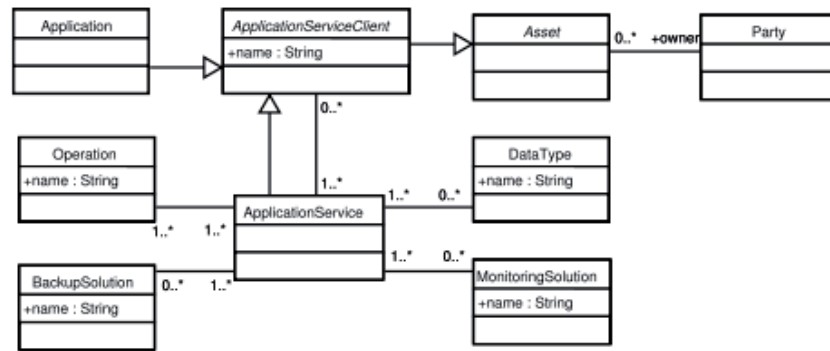 Application
ApplicationServiceClient
+name : String
Asset
0..* +owner
Party
0..*
1..*
Operation
+name : String
1..* 1..*
ApplicationService
1..* 0..*
DataType
+name : String
BackupSolution
+name : String
0..* 1..*
1..* 0..*
MonitoringSolution
+name : String